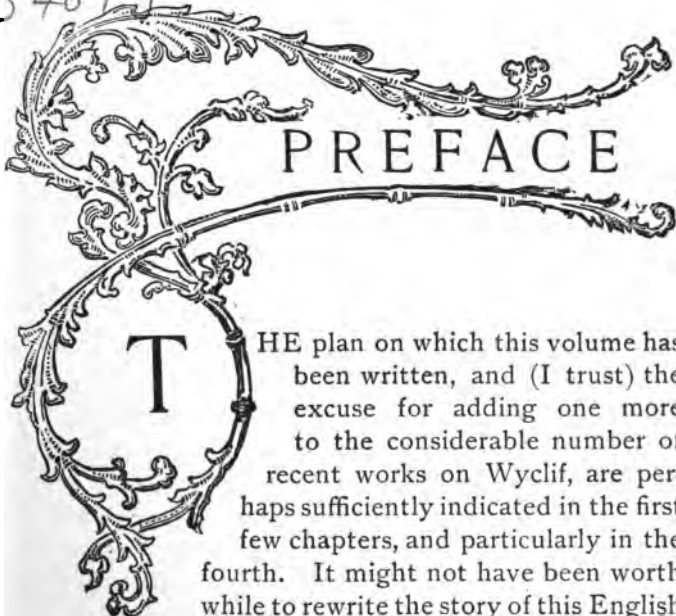 PREFACE
THE plan on which this volume has
been written, and (I trust) the
excuse for adding one more
to the considerable number of
recent works on Wyclif, are per-
haps sufficiently indicated in the first
few chapters, and particularly in the
fourth. It might not have been worth
while to rewrite the story of this English